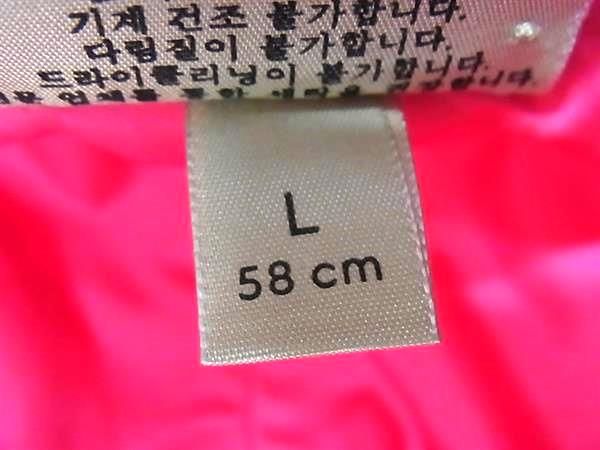 기계 건조 불가합니다.
다림질이 불가합니다.
드라이클리닝이 불가합니다.
L
58 cm